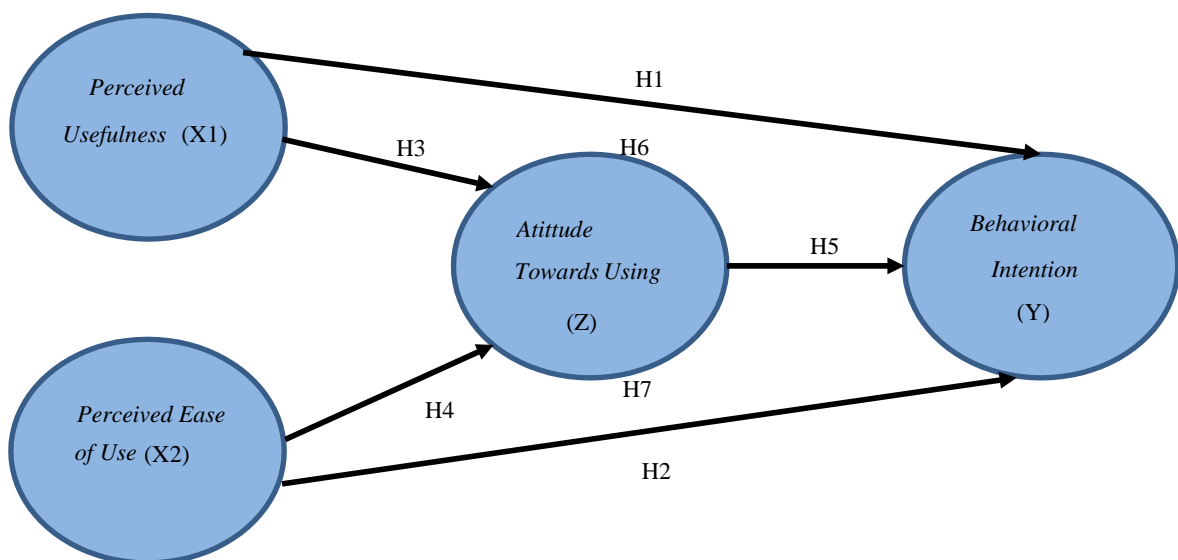 H1
Perceived
Usefulness (X1)
H3
H6
Atittude
Towards Using
(Z)
H5
Behavioral
Intention
(Y)
H7
H4
Perceived Ease
of Use (X2)
H2